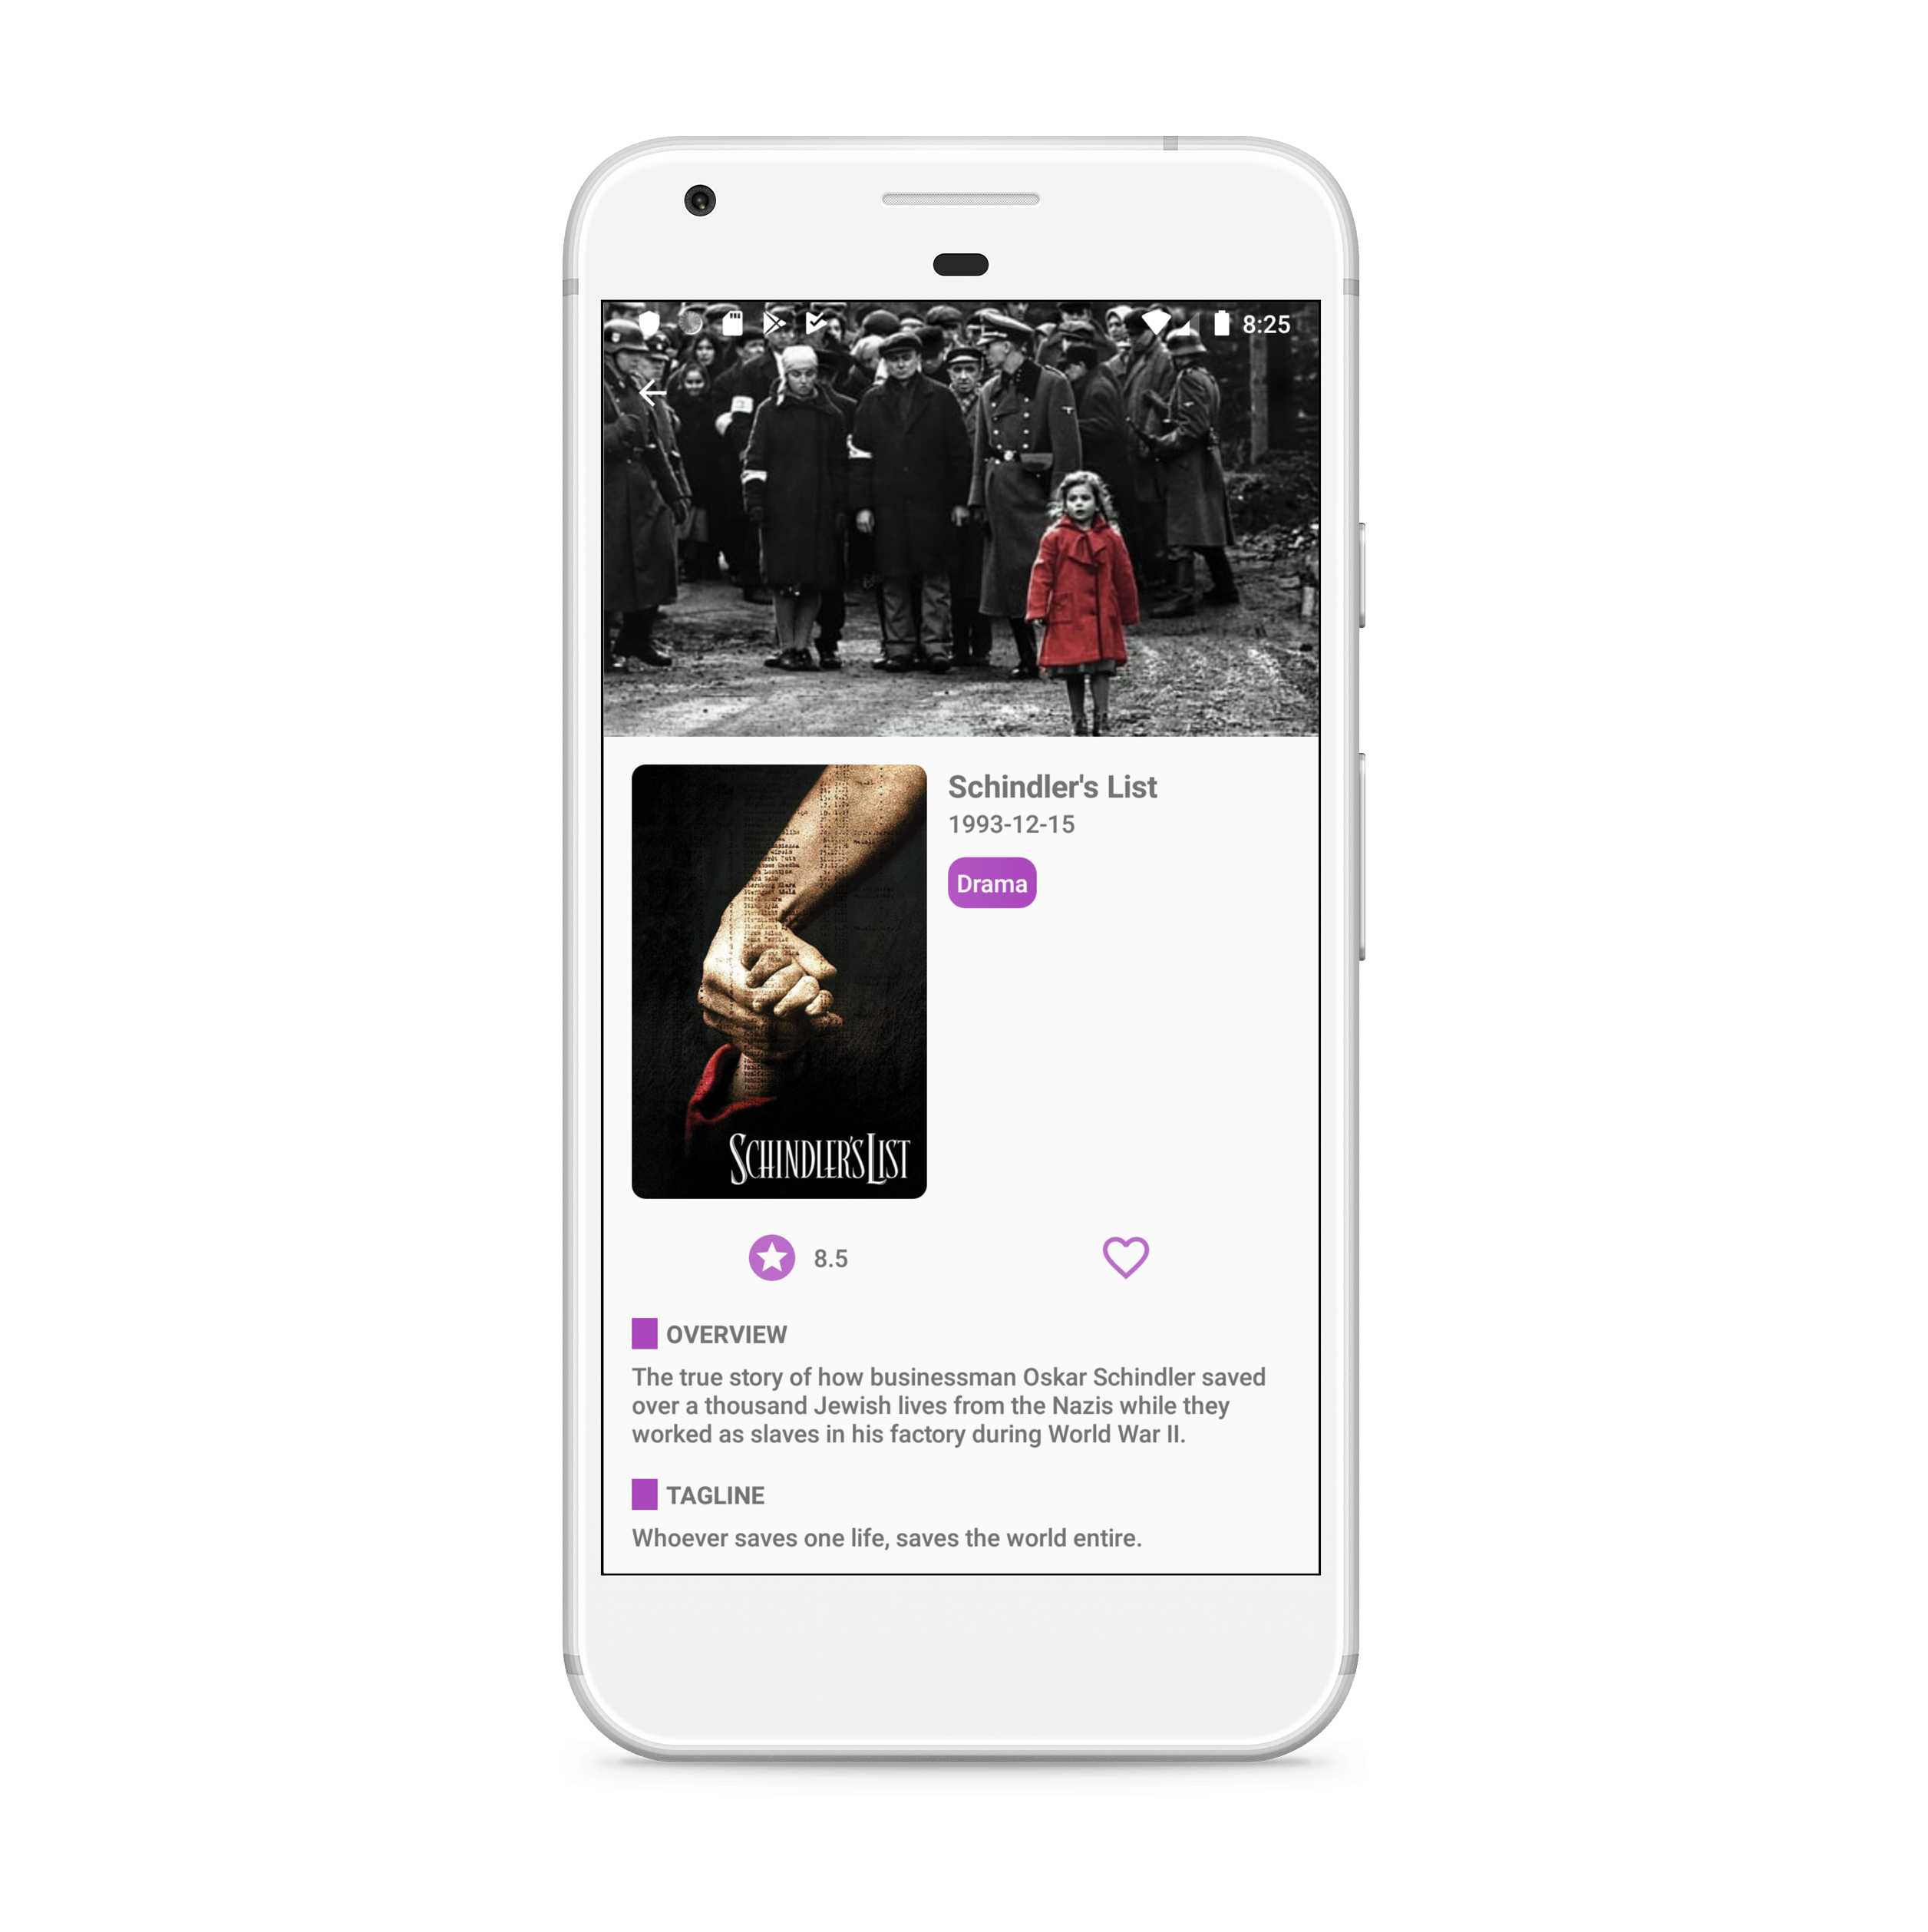 8:25
Schindler's List
1993-12-15
Drama
SCHINDLER'S LIST
8.5
OVERVIEW
The true story of how businessman Oskar Schindler saved
over a thousand Jewish lives from the Nazis while they
worked as slaves in his factory during World War II.
TAGLINE
Whoever saves one life, saves the world entire.